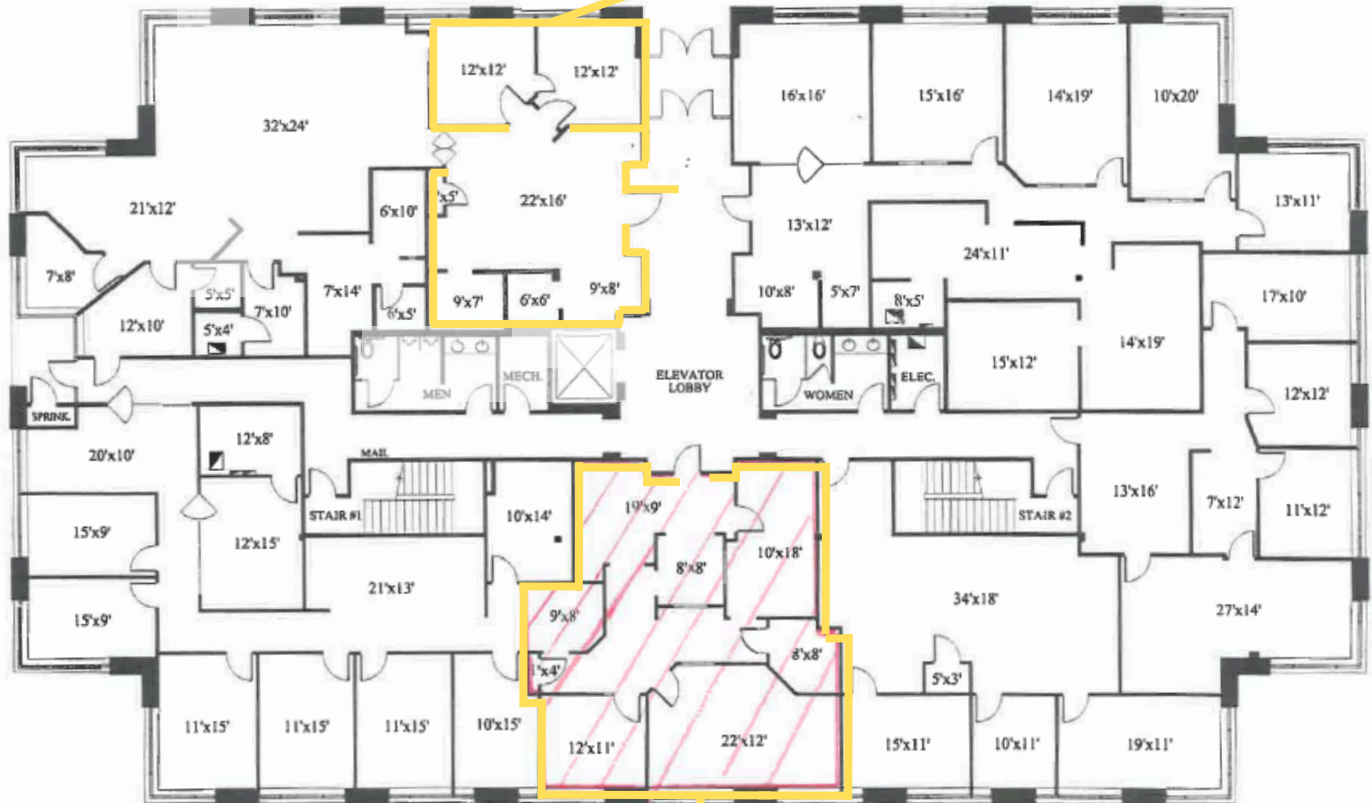 12'x12'
12'x12'
16'x16'
15'x16'
14'x19'
10'x20'
32'x24'
21'x12'
6'x10'
22'x16'
13'x12'
24'x11'
13'x11'
7'x8'
5'x5'
7'x10'
7'x14'
6'x5'
9'x7'
6'x6'
9'x8'
10'x8'
5'x7'
8'x5'
17'x10'
12'x10'
5'x4'
15'x12'
14'x19'
MEN
MECH.
ELEVATOR
LOBBY
WOMEN
ELEC.
12'x12'
SPRINK.
20'x10'
12'x8'
MAIL
STAIR #1
10'x14'
19'x9'
10'x18'
8'x8'
STAIR #2
13'x16'
7'x12'
11'x12'
15'x9'
12'x15'
21'x13'
9'x8'
34'x18'
27'x14'
15'x9'
8'x8'
5'x3'
11'x15'
11'x15'
11'x15'
10'x15'
12'x11'
22'x12'
15'x11'
10'x11'
19'x11'